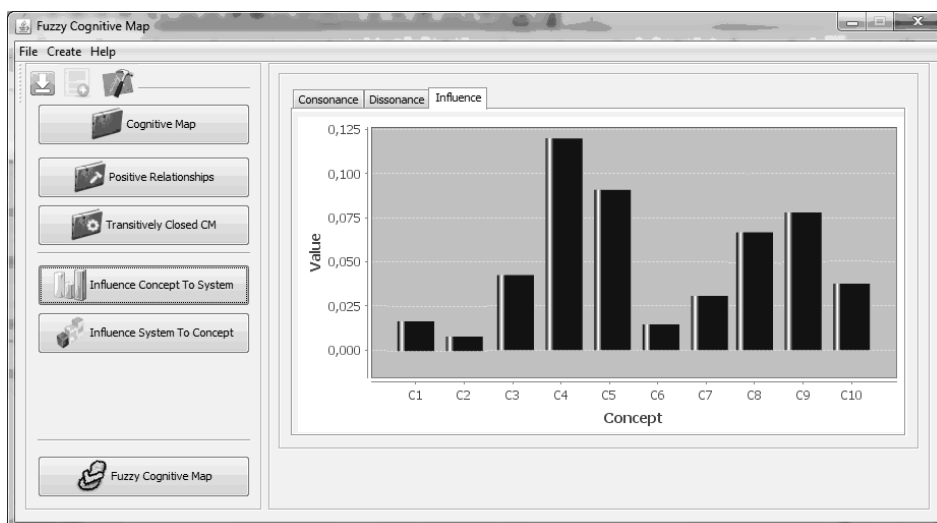 Fuzzy Cognitive Map
File Create Help
Cognitive Map
Positive Relationships
Transitively Closed CM
Influence Concept To System
Influence System To Concept
Fuzzy Cognitive Map
Consonance Dissonance Influence
0,125
0,100
0,075
0,050
0,025
0,000
Value
C1 C2 C3 C4 C5 C6 C7 C8 C9 C10
Concept